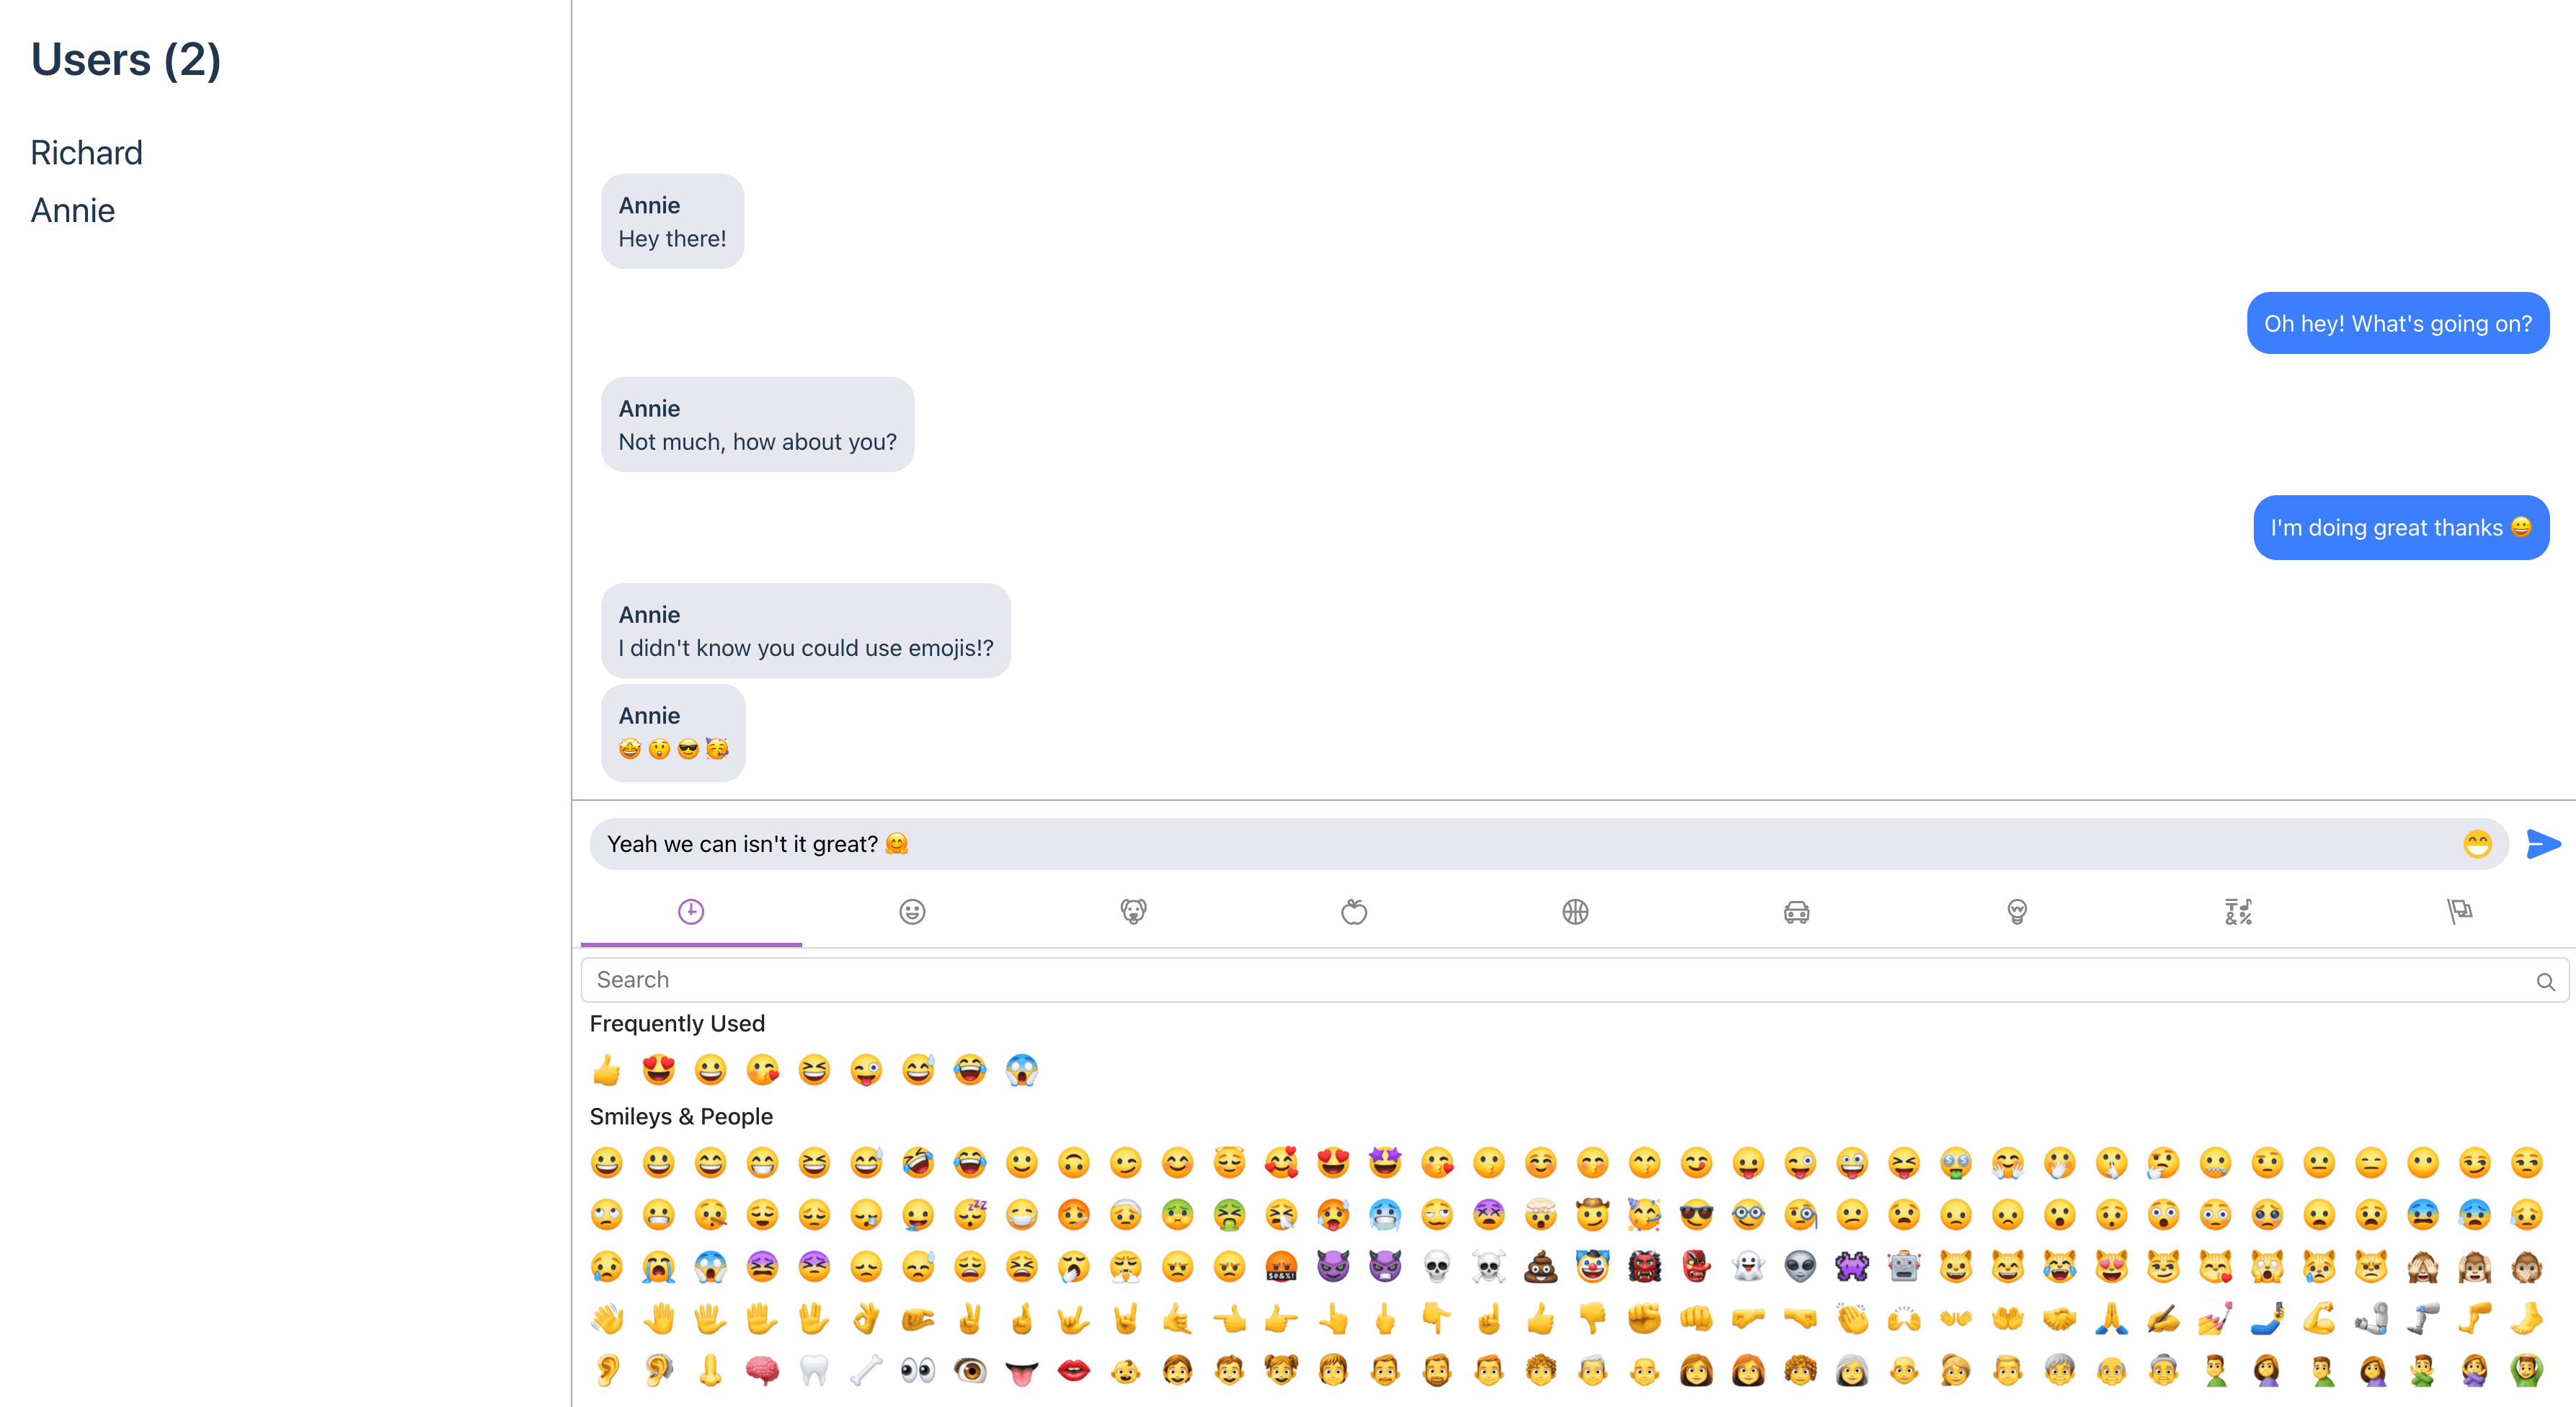 Users (2)
Richard
Annie
Annie
Hey there!
Oh hey! What's going on?
Annie
Not much, how about you?
I'm doing great thanks 😀
Annie
I didn't know you could use emojis!?
Annie
🤩 😲 😎 🥳
Yeah we can isn't it great? 🤗
Search
Frequently Used
Smileys & People